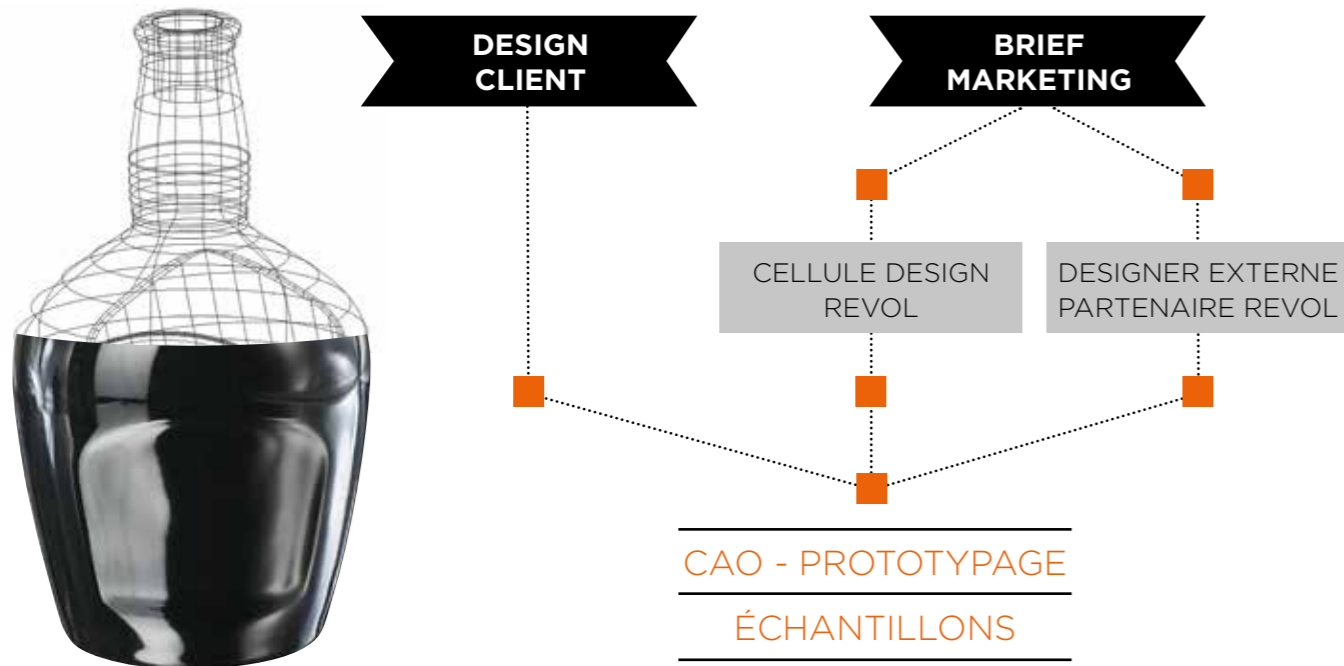 DESIGN
CLIENT
BRIEF
MARKETING
CELLULE DESIGN
REVOL
DESIGNER EXTERNE
PARTENAIRE REVOL
CAO - PROTOTYPAGE
ÉCHANTILLONS